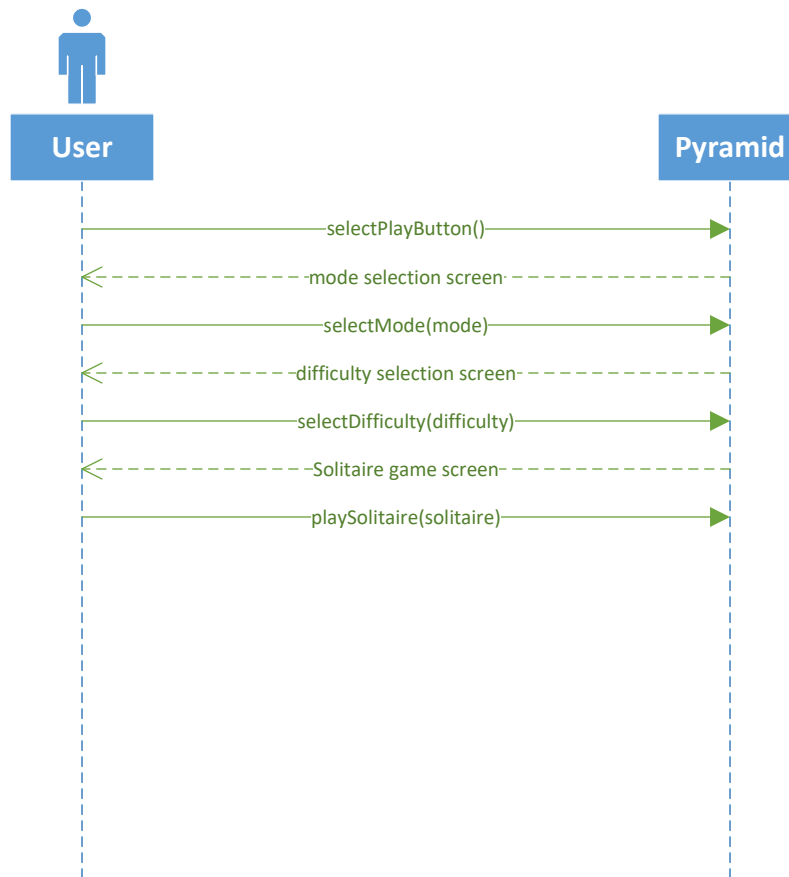 User
Pyramid
selectPlayButton()
mode selection screen
selectMode(mode)
difficulty selection screen
selectDifficulty(difficulty)
Solitaire game screen
playSolitaire(solitaire)